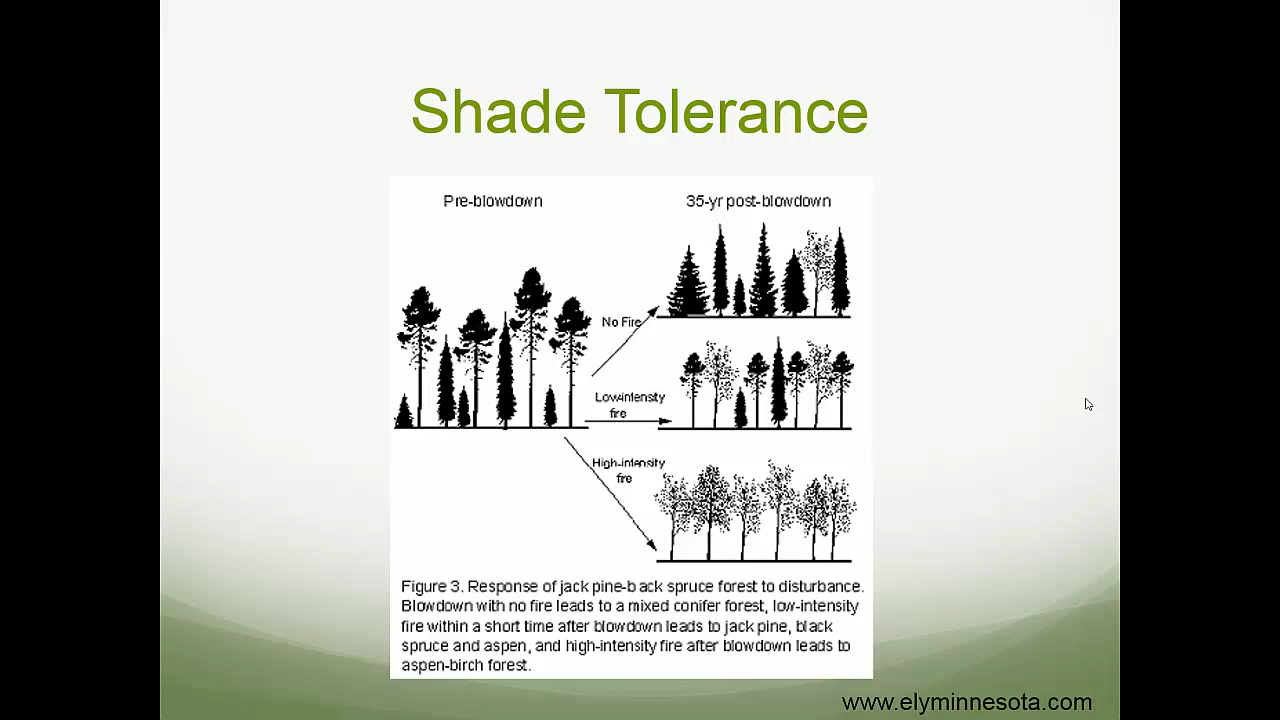 Shade Tolerance
Pre-blowdown
35-yr post-blowdown
No Fire
Low-intensity
fire
High-intensity
fire
Figure 3. Response of jack pine-black spruce forest to disturbance.
Blowdown with no fire leads to a mixed conifer forest, low-intensity
fire within a short time after blowdown leads to jack pine, black
spruce and aspen, and high-intensity fire after blowdown leads to
aspen-birch forest.
www.elyminnesota.com